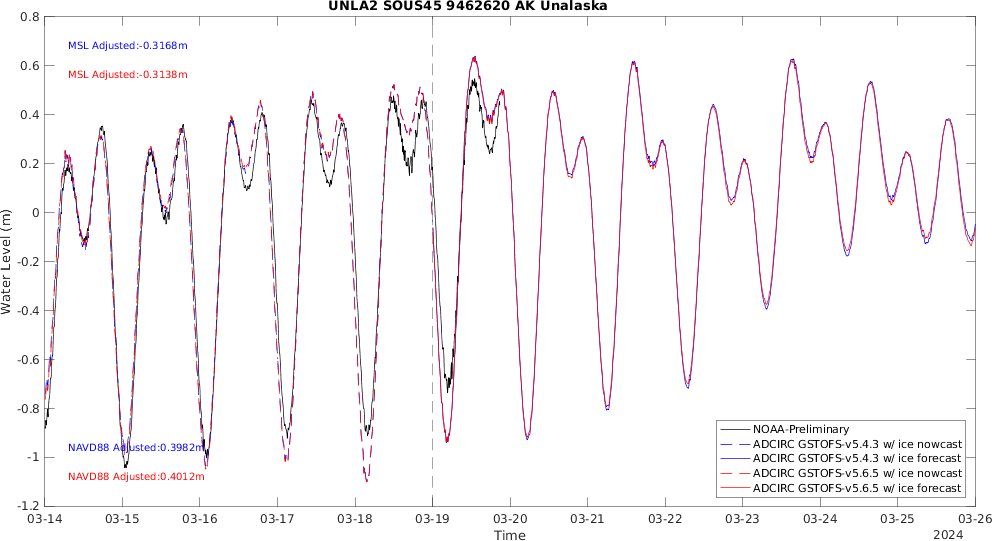 UNLA2 SOUS45 9462620 AK Unalaska
0.8
0.6
0.4
0.2
0
-0.2
-0.4
-0.6
-0.8
-1
-1.2
Water Level (m)
MSL Adjusted:-0.3168m
MSL Adjusted:-0.3138m
NAVD88 Adjusted:0.3982m
NAVD88 Adjusted:0.4012m
NOAA-Preliminary
ADCIRC GSTOFS-v5.4.3 w/ ice nowcast
ADCIRC GSTOFS-v5.4.3 w/ ice forecast
ADCIRC GSTOFS-v5.6.5 w/ ice nowcast
ADCIRC GSTOFS-v5.6.5 w/ ice forecast
03-14 03-15 03-16 03-17 03-18 03-19 03-20 03-21 03-22 03-23 03-24 03-25 03-26
Time
2024